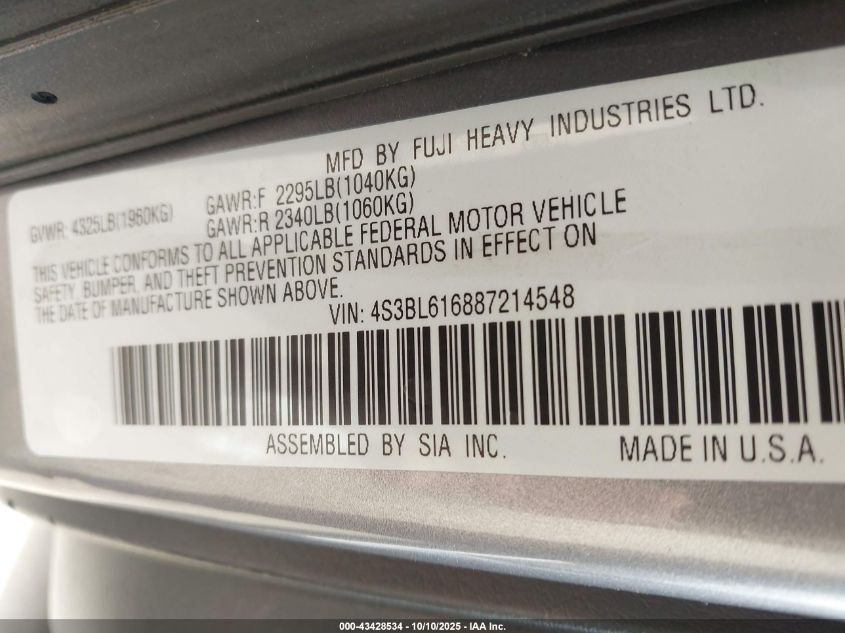 MFD BY FUJI HEAVY INDUSTRIES LTD.
GVWR: 4325LB(1960KG) GAWR:F 2295LB(1040KG)
GAWR:R 2340LB(1060KG)
THIS VEHICLE CONFORMS TO ALL APPLICABLE FEDERAL MOTOR VEHICLE
SAFETY, BUMPER, AND THEFT PREVENTION STANDARDS IN EFFECT ON
THE DATE OF MANUFACTURE SHOWN ABOVE.
VIN: 4S3BL616887214548
ASSEMBLED BY SIA INC. MADE IN U.S.A.
000-43428534 - 10/10/2025 - IAA Inc.